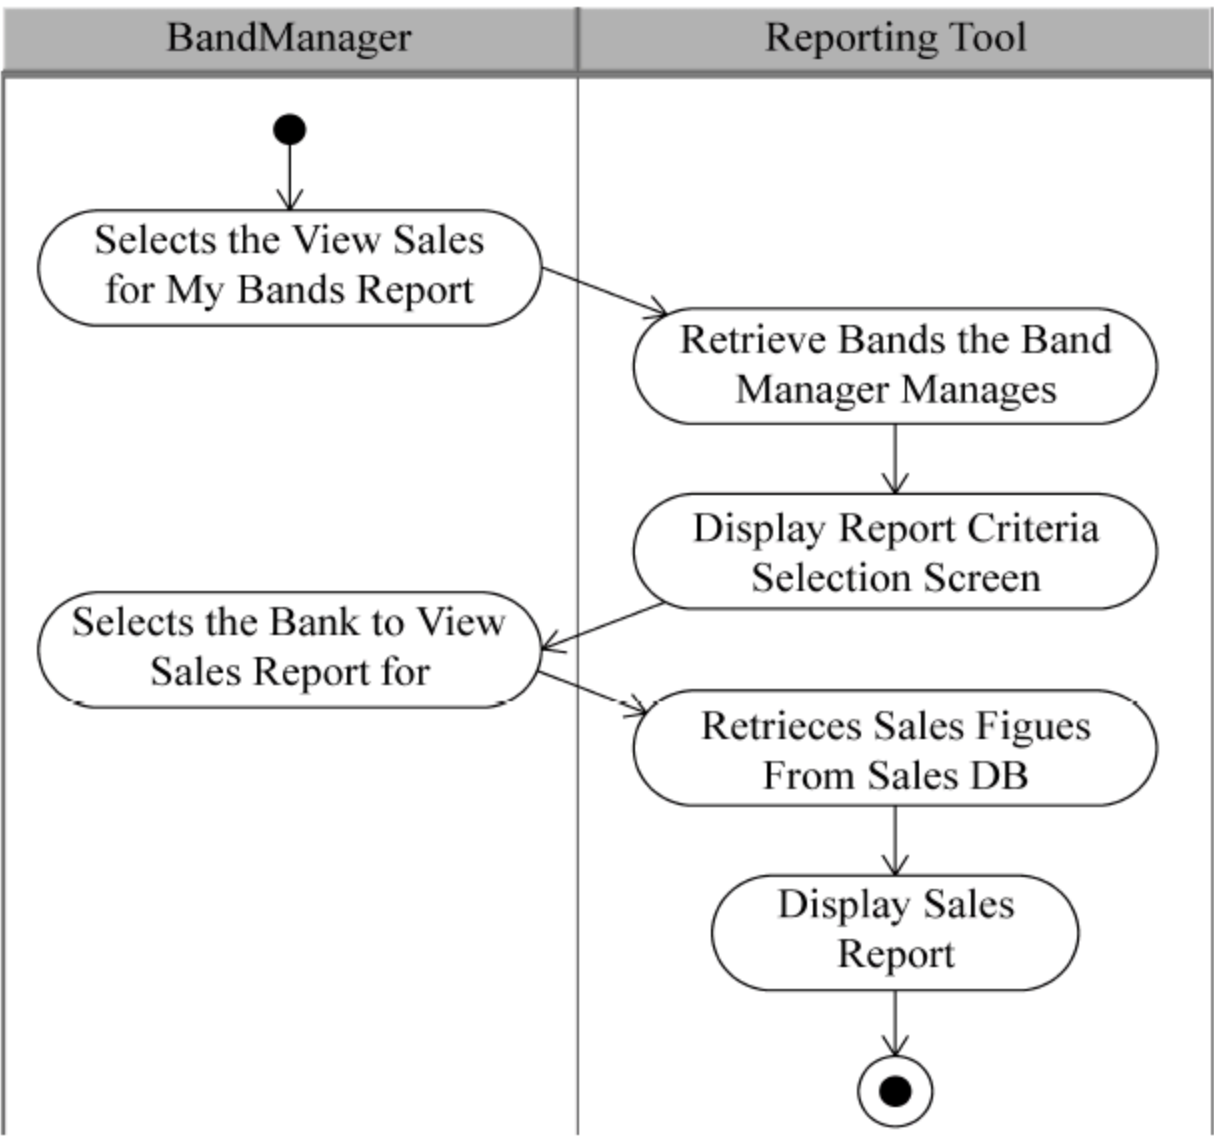 BandManager
Reporting Tool
Selects the View Sales
for My Bands Report
Retrieve Bands the Band
Manager Manages
Display Report Criteria
Selection Screen
Selects the Bank to View
Sales Report for
Retrieces Sales Figues
From Sales DB
Display Sales
Report